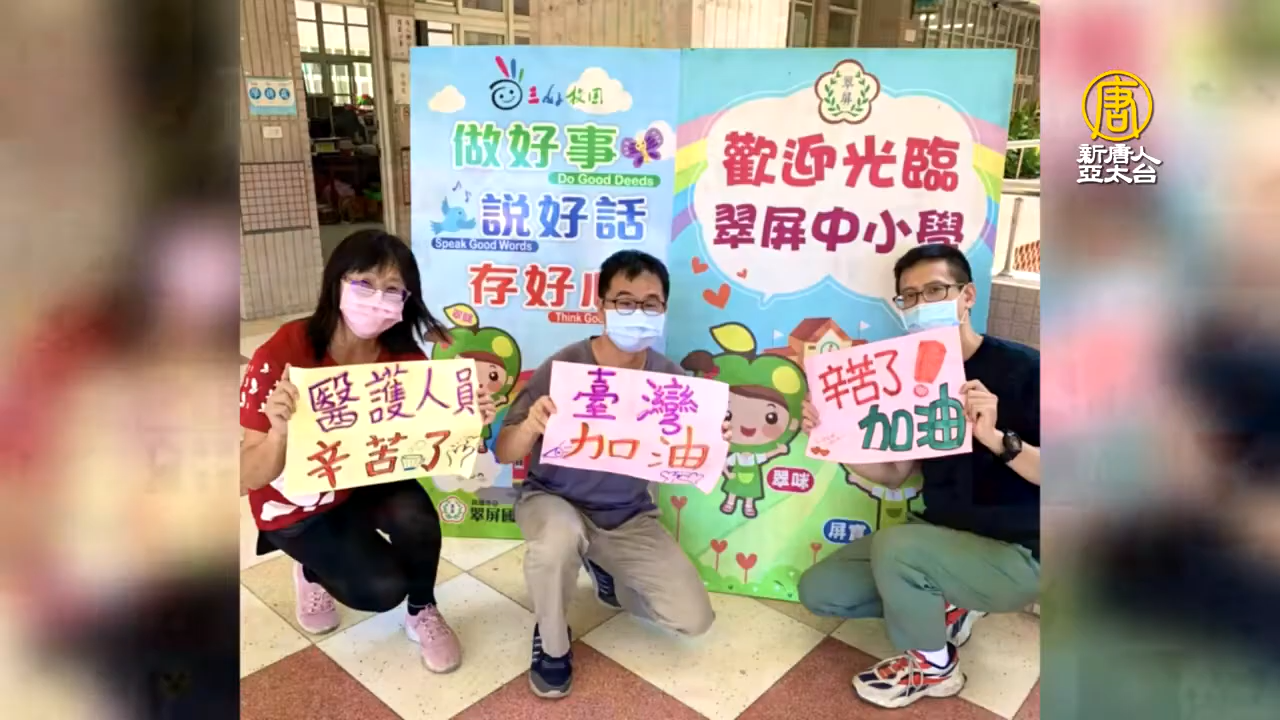 三好校園
做好事
Do Good Deeds
說好話
Speak Good Words
存好心
翠屏
歡迎光臨
翠屏中小學
唐
新唐人
亞太台
醫護人員
辛苦了
臺灣
加油
辛苦了!
加油
翠咪
屏寶
翠屏國